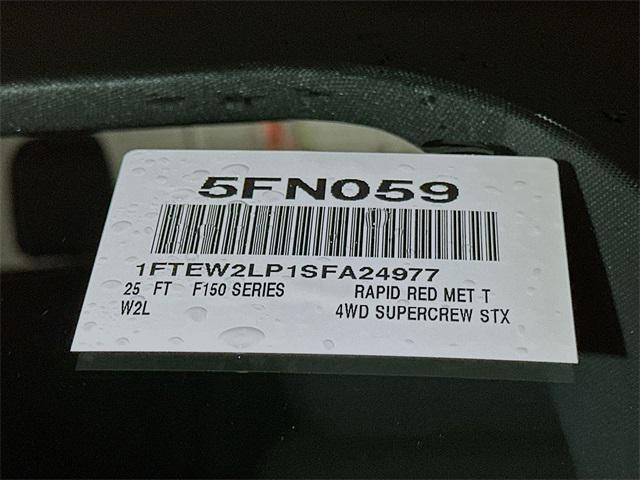 5FN059
1FTEW2LP1SFA24977
25 FT F150 SERIES RAPID RED MET T
W2L 4WD SUPERCREW STX